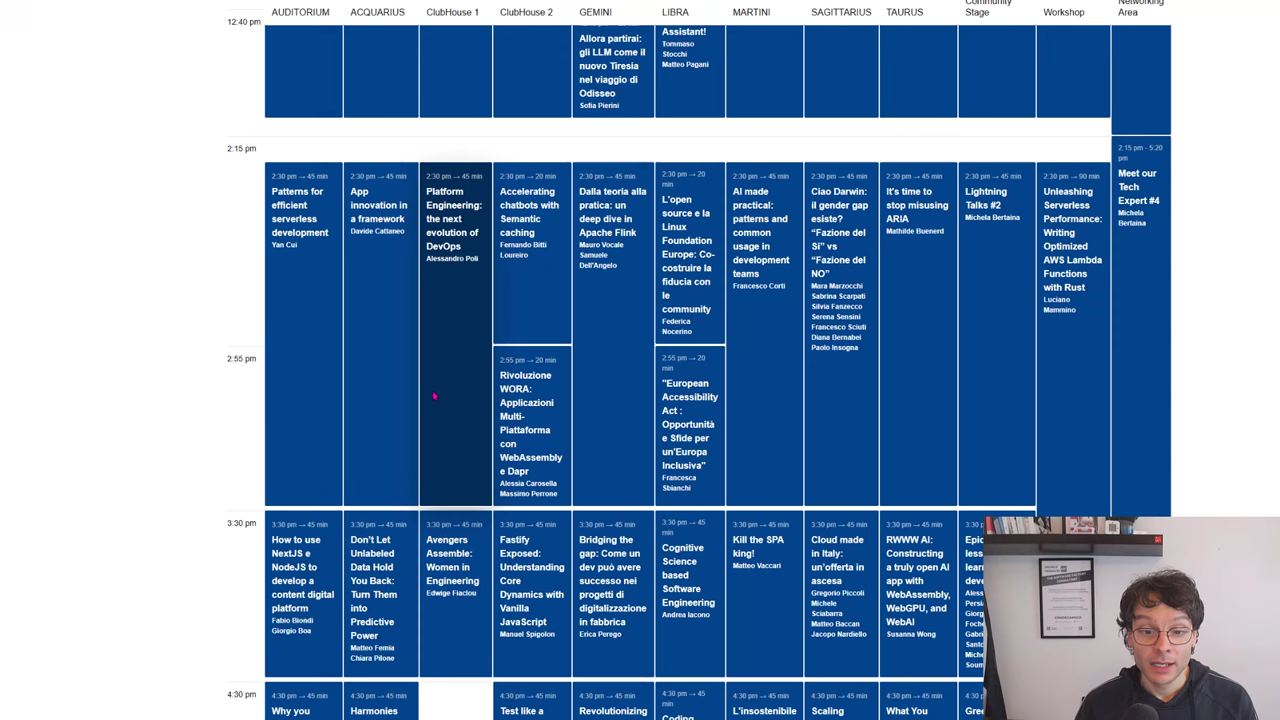 AUDITORIUM
ACQUARIUS
ClubHouse 1
ClubHouse 2
GEMINI
LIBRA
MARTINI
SAGITTARIUS
TAURUS
Community
Stage
Workshop
Networking
Area
12:40 pm
Allora partirai:
gli LLM come il
nuovo Tiresia
nel viaggio di
Odisseo
Sofia Pierini
Assistant!
Tommaso
Stocchi
Matteo Pagani
2:15 pm
2:15 pm - 5:20
pm
Meet our
Tech
Expert #4
Michela
Bertaina
2:30 pm → 45 min
Patterns for
efficient
serverless
development
Yan Cui
2:30 pm → 45 min
App
innovation in
a framework
Davide Cattaneo
2:30 pm → 45 min
Platform
Engineering:
the next
evolution of
DevOps
Alessandro Poli
2:30 pm → 20 min
Accelerating
chatbots with
Semantic
caching
Fernando Bitti
Loureiro
2:30 pm → 45 min
Dalla teoria alla
pratica: un
deep dive in
Apache Flink
Mauro Vocale
Samuele
Dell'Angelo
2:30 pm → 20
min
L'open
source e la
Linux
Foundation
Europe: Co-
costruire la
fiducia con
le
community
Federica
Nocerino
2:30 pm → 45 min
AI made
practical:
patterns and
common
usage in
development
teams
Francesco Corti
2:30 pm → 45 min
Ciao Darwin:
il gender gap
esiste?
“Fazione del
Sì” vs
“Fazione del
NO”
Mara Marzocchi
Sabrina Scarpati
Silvia Fanzecco
Serena Sensini
Francesco Sciuti
Diana Bernabei
Paolo Insogna
2:30 pm → 45 min
It's time to
stop misusing
ARIA
Mathilde Buenerd
2:30 pm → 45 min
Lightning
Talks #2
Michela Bertaina
2:30 pm → 90 min
Unleashing
Serverless
Performance:
Writing
Optimized
AWS Lambda
Functions
with Rust
Luciano
Mammino
2:55 pm
2:55 pm → 20 min
Rivoluzione
WORA:
Applicazioni
Multi-
Piattaforma
con
WebAssembly
e Dapr
Alessia Carosella
Massimo Perrone
2:55 pm → 20
min
"European
Accessibility
Act :
Opportunità
e Sfide per
un'Europa
Inclusiva"
Francesca
Sbianchi
3:30 pm
3:30 pm → 45 min
How to use
NextJS e
NodeJS to
develop a
content digital
platform
Fabio Biondi
Giorgio Boa
3:30 pm → 45 min
Don’t Let
Unlabeled
Data Hold
You Back:
Turn Them
into
Predictive
Power
Matteo Femia
Chiara Pilone
3:30 pm → 45 min
Avengers
Assemble:
Women in
Engineering
Edwige Fiaclou
3:30 pm → 45 min
Fastify
Exposed:
Understanding
Core
Dynamics with
Vanilla
JavaScript
Manuel Spigolon
3:30 pm → 45 min
Bridging the
gap: Come un
dev può avere
successo nei
progetti di
digitalizzazione
in fabbrica
Erica Perego
3:30 pm → 45
min
Cognitive
Science
based
Software
Engineering
Andrea Iacono
3:30 pm → 45 min
Kill the SPA
king!
Matteo Vaccari
3:30 pm → 45 min
Cloud made
in Italy:
un’offerta in
ascesa
Gregorio Piccoli
Michele
Sciabarra
Matteo Baccan
Jacopo Nardiello
3:30 pm → 45 min
RWWW AI:
Constructing
a truly open AI
app with
WebAssembly,
WebGPU, and
WebAI
Susanna Wong
3:30 pm
Epic
less
learn
deve
Aless
Persi
Giorg
Foche
Gabri
Santo
Miche
Soum
4:30 pm
4:30 pm → 45 min
Why you
4:30 pm → 45 min
Harmonies
4:30 pm → 45 min
Test like a
4:30 pm → 45 min
Revolutionizing
4:30 pm → 45
min
Coding
4:30 pm → 45 min
L'insostenibile
4:30 pm → 45 min
Scaling
4:30 pm → 45 min
What You
4:30 pm
Gree